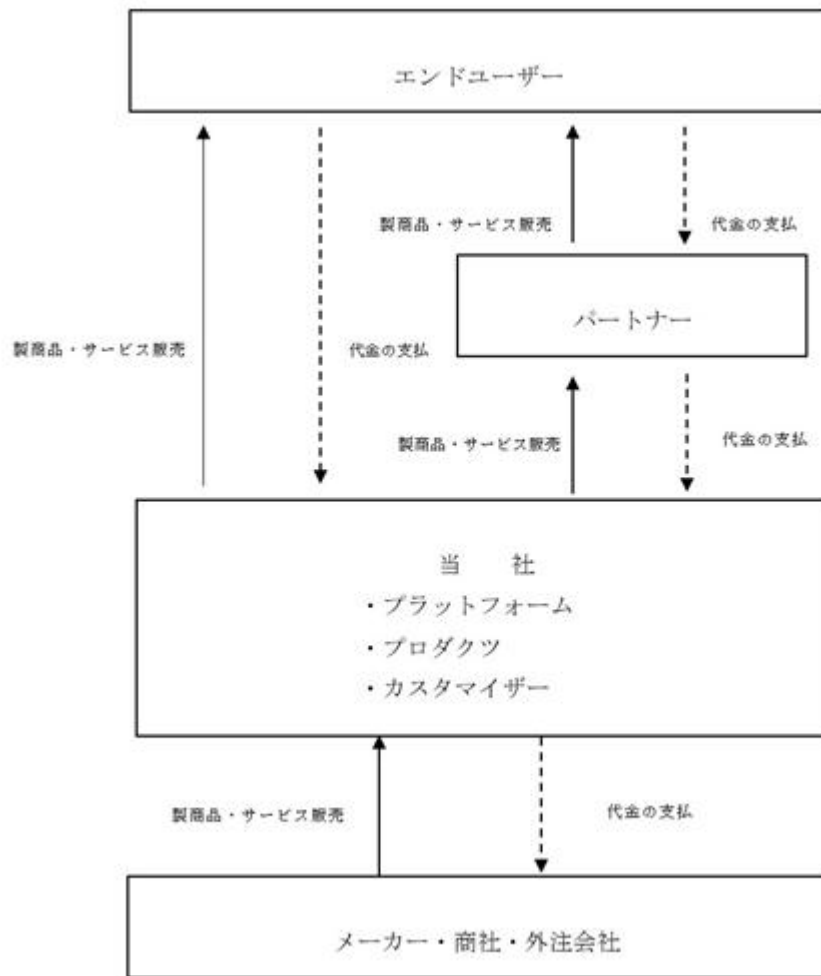 エンドユーザー
製商品・サービス販売
代金の支払
パートナー
製商品・サービス販売
代金の支払
製商品・サービス販売
代金の支払
当　社
・プラットフォーム
・プロダクツ
・カスタマイザー
製商品・サービス販売
代金の支払
メーカー・商社・外注会社